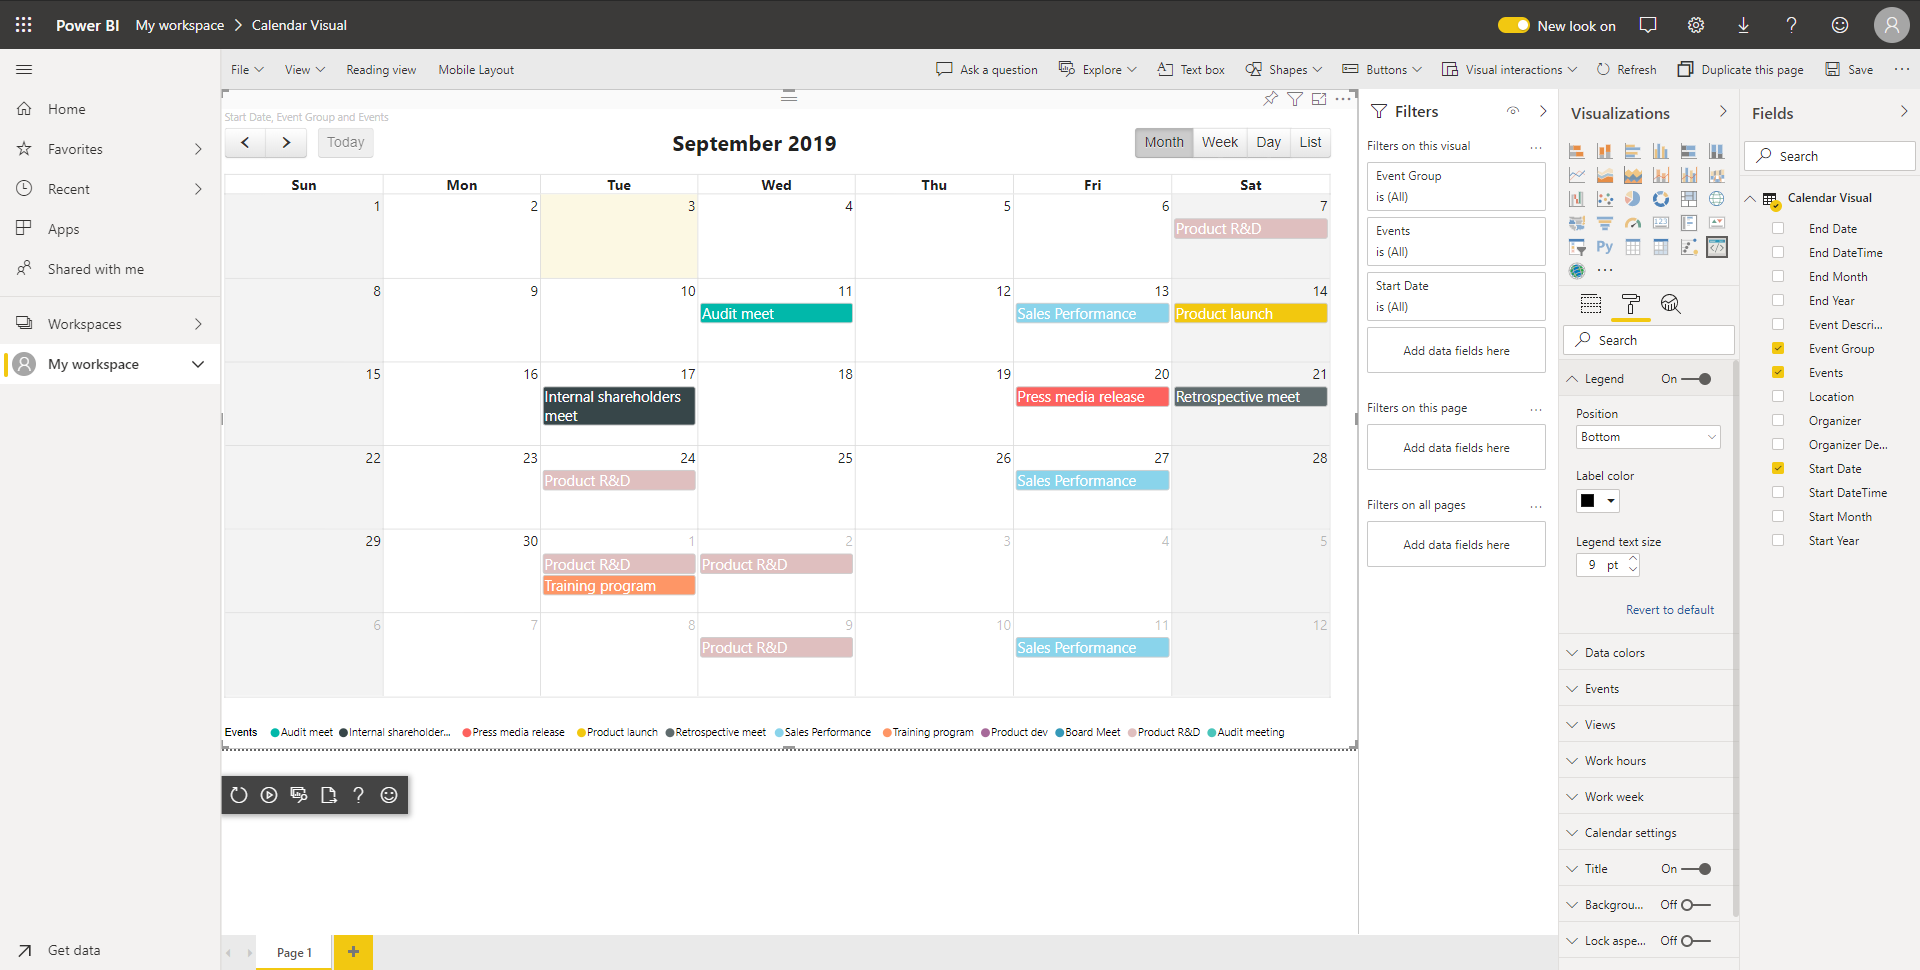 Power BI
My workspace
Calendar Visual
New look on
File
View
Reading view
Mobile Layout
Ask a question
Explore
Text box
Shapes
Buttons
Visual interactions
Refresh
Duplicate this page
Save
Home
Favorites
Recent
Apps
Shared with me
Workspaces
My workspace
Get data
Start Date, Event Group and Events
Today
September 2019
Month Week Day List
Sun Mon Tue Wed Thu Fri Sat
1 2 3 4 5 6 7
Product R&D
8 9 10 11 12 13 14
Audit meet
Sales Performance
Product launch
15 16 17 18 19 20 21
Internal shareholders
meet
Press media release
Retrospective meet
22 23 24 25 26 27 28
Product R&D
Sales Performance
29 30 1 2 3 4 5
Product R&D
Product R&D
Training program
6 7 8 9 10 11 12
Product R&D
Sales Performance
Events Audit meet Internal shareholder... Press media release Product launch Retrospective meet Sales Performance Training program Product dev Board Meet Product R&D Audit meeting
Page 1
+
Filters
Filters on this visual
...
Event Group
is (All)
Events
is (All)
Start Date
is (All)
Add data fields here
Filters on this page
...
Add data fields here
Filters on all pages
...
Add data fields here
Visualizations
123
Py
...
Search
Legend On
Position
Bottom
Label color
Legend text size
9 pt
Revert to default
Data colors
Events
Views
Work hours
Work week
Calendar settings
Title On
Backgrou... Off
Lock aspe... Off
Fields
Search
Calendar Visual
End Date
End DateTime
End Month
End Year
Event Descri...
Event Group
Events
Location
Organizer
Organizer De...
Start Date
Start DateTime
Start Month
Start Year